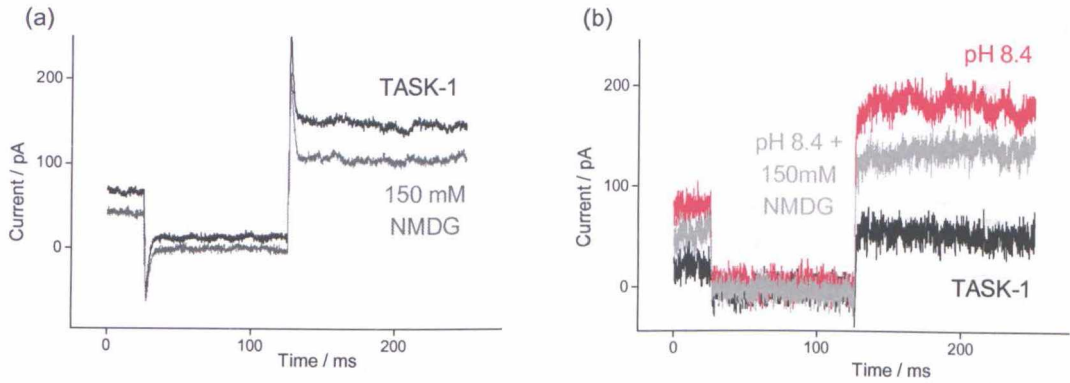 (a)
Current / pA
200
100
0
TASK-1
150 mM
NMDG
0
100
200
Time / ms
(b)
Current / pA
200
100
0
pH 8.4
pH 8.4 +
150mM
NMDG
TASK-1
0
100
200
Time / ms